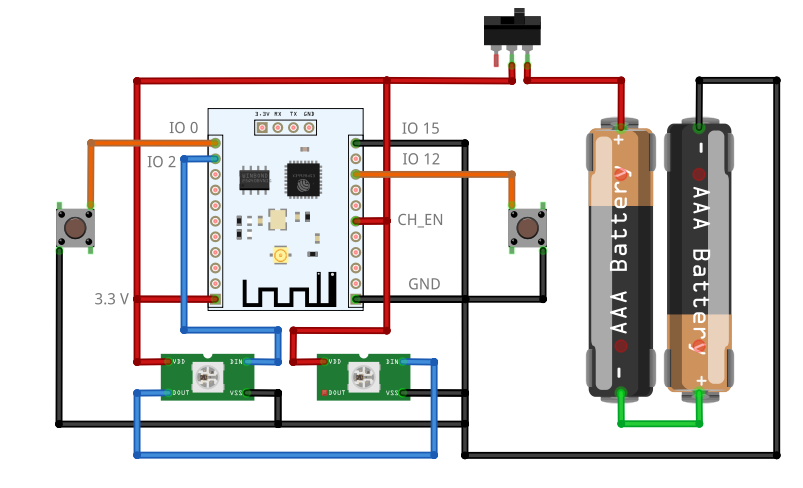 3.3V RX TX GND
IO 0
IO 15
IO 2
IO 12
CH_EN
3.3 V
GND
VDD
DIN
DOUT
VSS
VDD
DIN
DOUT
VSS
+
AAA Battery
-
-
AAA Battery
+